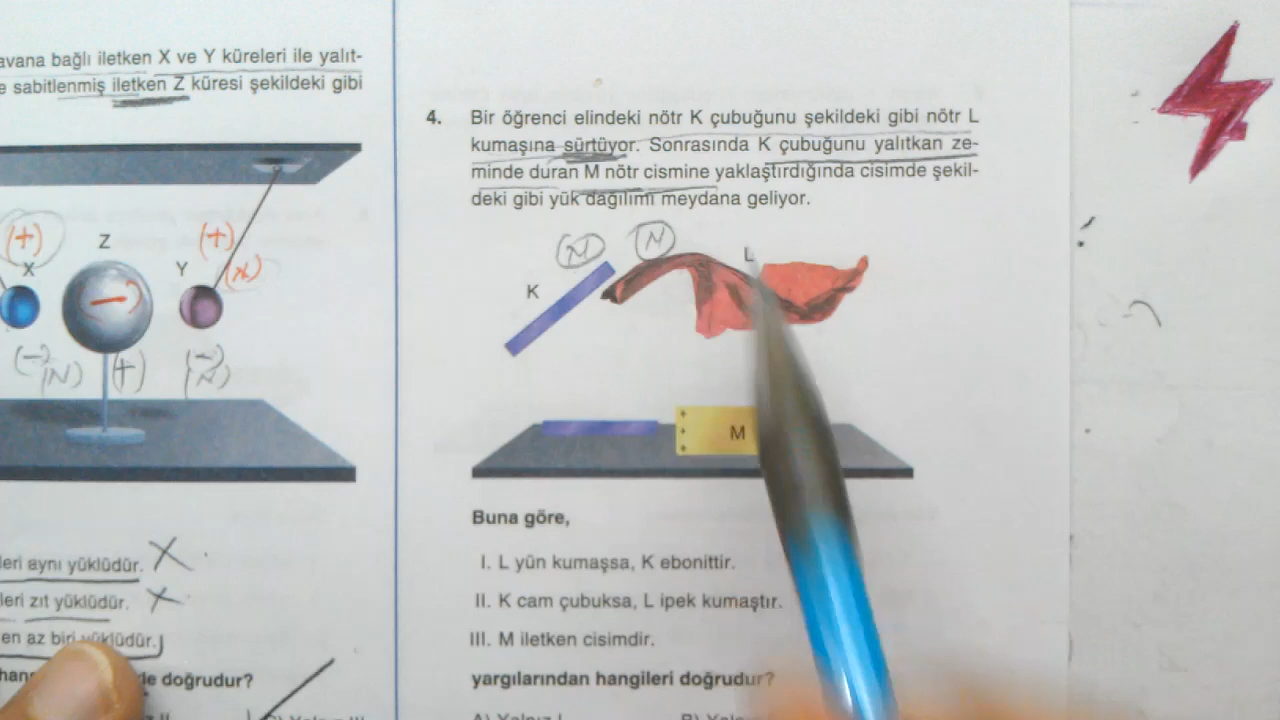 avana bağlı iletken X ve Y küreleri ile yalıt-
e sabitlenmiş iletken Z küresi şekildeki gibi
(+)
X
Z
(+)
Y
(-)
(N)
(+)
(-)
(N)
leri aynı yüklüdür. X
leri zıt yüklüdür. X
en az biri yüklüdür.
le doğrudur?
4. Bir öğrenci elindeki nötr K çubuğunu şekildeki gibi nötr L
kumaşına sürtüyor. Sonrasında K çubuğunu yalıtkan ze-
minde duran M nötr cismine yaklaştırdığında cisimde şekil-
deki gibi yük dağılımı meydana geliyor.
N N
L
K
+
+ M
+
Buna göre,
I. L yün kumaşsa, K ebonittir.
II. K cam çubuksa, L ipek kumaştır.
III. M iletken cisimdir.
yargılarından hangileri doğrudur?
A) Yalnız I